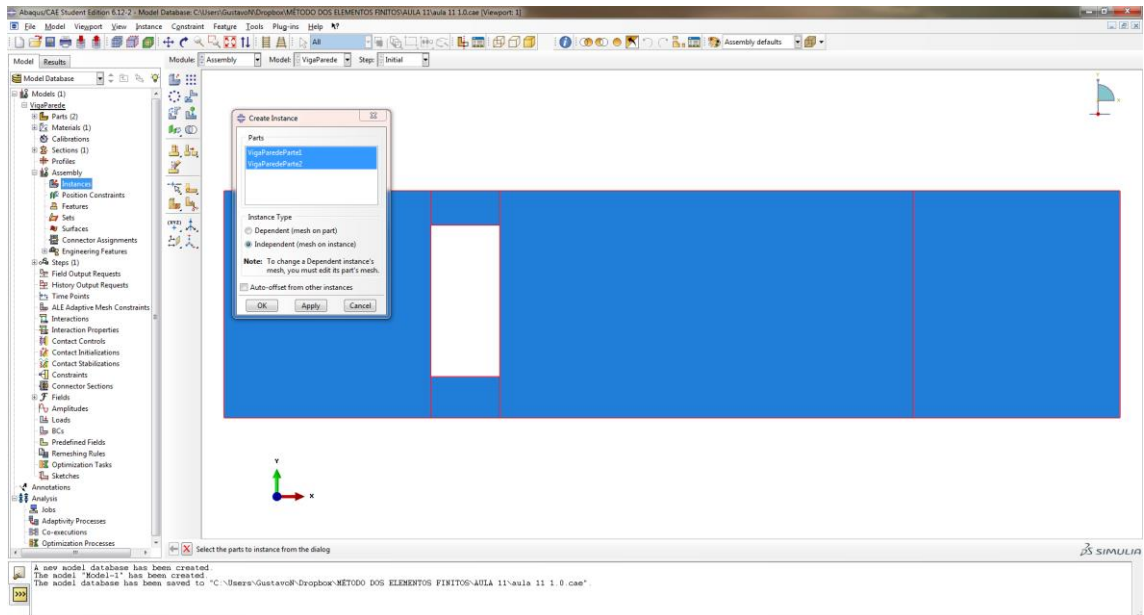 Abaqus/CAE Student Edition 6.12-2 - Model Database: C:\Users\GustavoN\Dropbox\MÉTODO DOS ELEMENTOS FINITOS\AULA 11\aula 11 1.0.cae [Viewport: 1]
File Model Viewport View Instance Constraint Feature Tools Plug-ins Help
All
Assembly defaults
Model Results
Module: Assembly Model: VigaParede Step: Initial
Model Database
Models (1)
VigaParede
Parts (2)
Materials (1)
Calibrations
Sections (1)
Profiles
Assembly
Instances
Position Constraints
Features
Sets
Surfaces
Connector Assignments
Engineering Features
Steps (1)
Field Output Requests
History Output Requests
Time Points
ALE Adaptive Mesh Constraints
Interactions
Interaction Properties
Contact Controls
Contact Initializations
Contact Stabilizations
Constraints
Connector Sections
Fields
Amplitudes
Loads
BCs
Predefined Fields
Remeshing Rules
Optimization Tasks
Sketches
Annotations
Analysis
Jobs
Adaptivity Processes
Co-executions
Optimization Processes
Create Instance
Parts
VigaParedeParte1
VigaParedeParte2
Instance Type
Dependent (mesh on part)
Independent (mesh on instance)
Note: To change a Dependent instance's
mesh, you must edit its part's mesh.
Auto-offset from other instances
OK Apply Cancel
Y
X
Select the parts to instance from the dialog
SIMULIA
A new model database has been created.
The model "Model-1" has been created.
The model database has been saved to "C:\Users\GustavoN\Dropbox\MÉTODO DOS ELEMENTOS FINITOS\AULA 11\aula 11 1.0.cae".
>>>